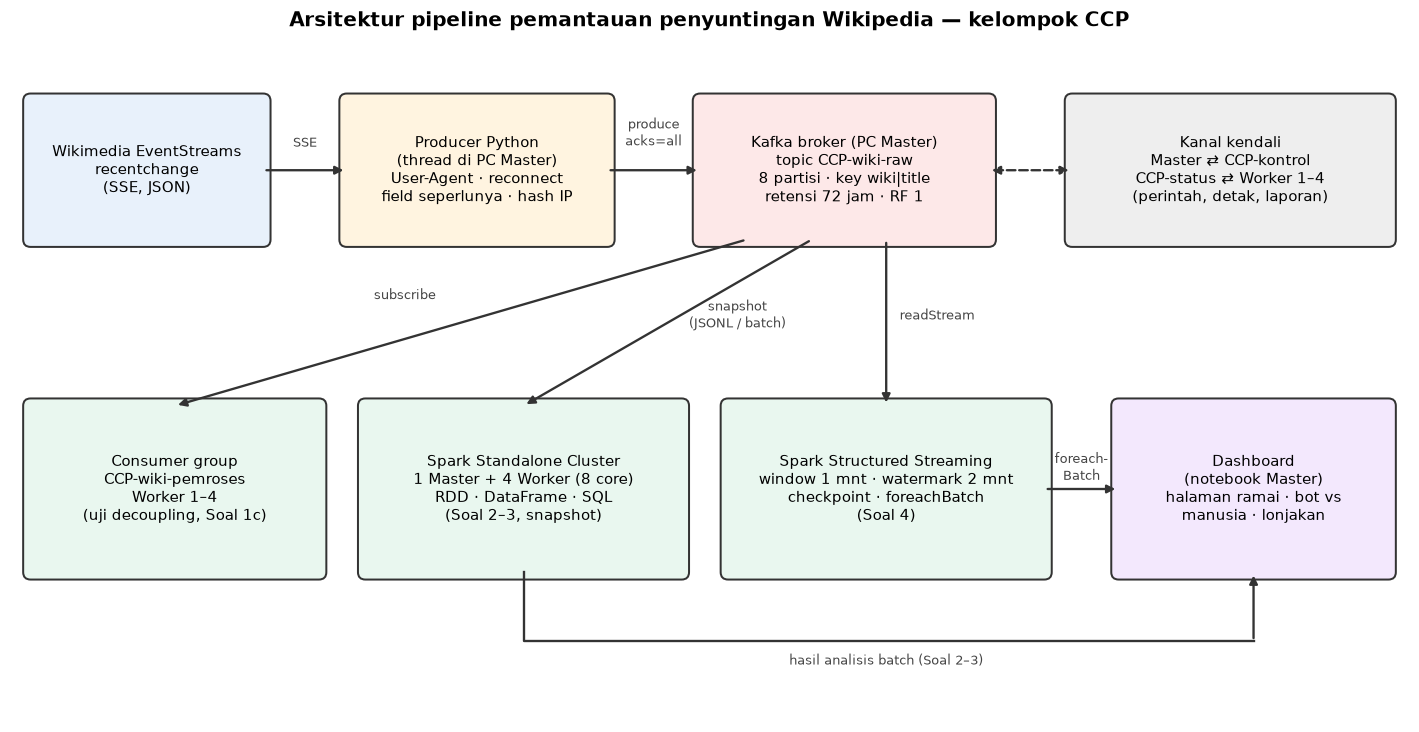 Arsitektur pipeline pemantauan penyuntingan Wikipedia — kelompok CCP
Wikimedia EventStreams
recentchange
(SSE, JSON)
SSE
Producer Python
(thread di PC Master)
User-Agent · reconnect
field seperlunya · hash IP
produce
acks=all
Kafka broker (PC Master)
topic CCP-wiki-raw
8 partisi · key wiki|title
retensi 72 jam · RF 1
Kanal kendali
Master ⇄ CCP-kontrol
CCP-status ⇄ Worker 1–4
(perintah, detak, laporan)
subscribe
snapshot
(JSONL / batch)
readStream
Consumer group
CCP-wiki-pemroses
Worker 1–4
(uji decoupling, Soal 1c)
Spark Standalone Cluster
1 Master + 4 Worker (8 core)
RDD · DataFrame · SQL
(Soal 2–3, snapshot)
Spark Structured Streaming
window 1 mnt · watermark 2 mnt
checkpoint · foreachBatch
(Soal 4)
foreach-
Batch
Dashboard
(notebook Master)
halaman ramai · bot vs
manusia · lonjakan
hasil analisis batch (Soal 2–3)